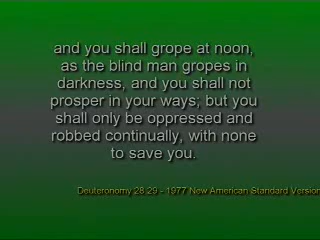 and you shall grope at noon,
as the blind man gropes in
darkness, and you shall not
prosper in your ways; but you
shall only be oppressed and
robbed continually, with none
to save you.
Deuteronomy 28:29 - 1977 New American Standard Version